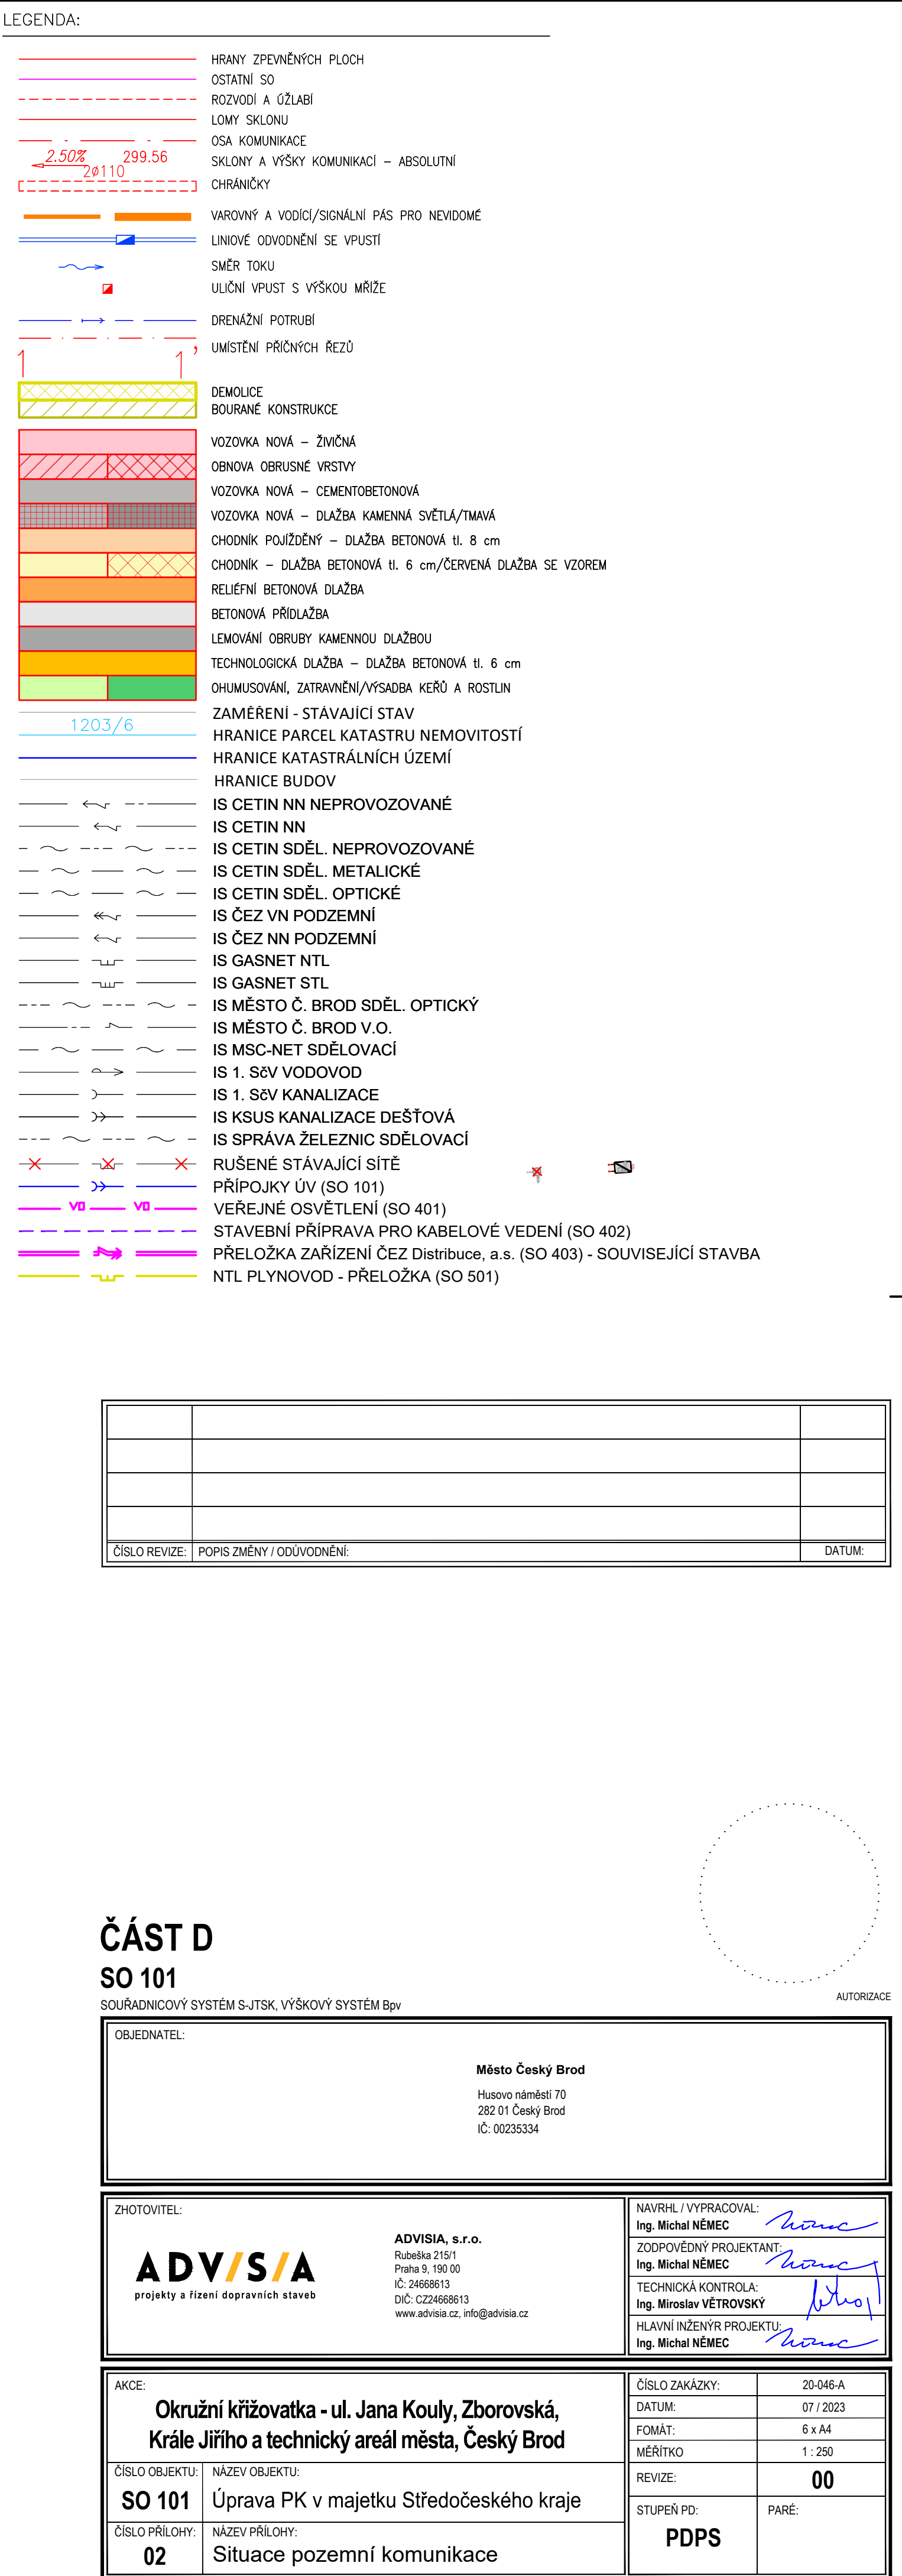 LEGENDA:
HRANY ZPEVNĚNÝCH PLOCH
OSTATNÍ SO
ROZVODÍ A ÚŽLABÍ
LOMY SKLONU
OSA KOMUNIKACE
2.50% 299.56 SKLONY A VÝŠKY KOMUNIKACÍ – ABSOLUTNÍ
2ø110
CHRÁNIČKY
VAROVNÝ A VODÍCÍ/SIGNÁLNÍ PÁS PRO NEVIDOMÉ
LINIOVÉ ODVODNĚNÍ SE VPUSTÍ
SMĚR TOKU
ULIČNÍ VPUST S VÝŠKOU MŘÍŽE
DRENÁŽNÍ POTRUBÍ
1 1' UMÍSTĚNÍ PŘÍČNÝCH ŘEZŮ
DEMOLICE
BOURANÉ KONSTRUKCE
VOZOVKA NOVÁ – ŽIVIČNÁ
OBNOVA OBRUSNÉ VRSTVY
VOZOVKA NOVÁ – CEMENTOBETONOVÁ
VOZOVKA NOVÁ – DLAŽBA KAMENNÁ SVĚTLÁ/TMAVÁ
CHODNÍK POJÍŽDĚNÝ – DLAŽBA BETONOVÁ tl. 8 cm
CHODNÍK – DLAŽBA BETONOVÁ tl. 6 cm/ČERVENÁ DLAŽBA SE VZOREM
RELIÉFNÍ BETONOVÁ DLAŽBA
BETONOVÁ PŘÍDLAŽBA
LEMOVÁNÍ OBRUBY KAMENNOU DLAŽBOU
TECHNOLOGICKÁ DLAŽBA – DLAŽBA BETONOVÁ tl. 6 cm
OHUMUSOVÁNÍ, ZATRAVNĚNÍ/VÝSADBA KEŘŮ A ROSTLIN
ZAMĚŘENÍ - STÁVAJÍCÍ STAV
1203/6
HRANICE PARCEL KATASTRU NEMOVITOSTÍ
HRANICE KATASTRÁLNÍCH ÚZEMÍ
HRANICE BUDOV
IS CETIN NN NEPROVOZOVANÉ
IS CETIN NN
IS CETIN SDĚL. NEPROVOZOVANÉ
IS CETIN SDĚL. METALICKÉ
IS CETIN SDĚL. OPTICKÉ
IS ČEZ VN PODZEMNÍ
IS ČEZ NN PODZEMNÍ
IS GASNET NTL
IS GASNET STL
IS MĚSTO Č. BROD SDĚL. OPTICKÝ
IS MĚSTO Č. BROD V.O.
IS MSC-NET SDĚLOVACÍ
IS 1. SčV VODOVOD
IS 1. SčV KANALIZACE
IS KSUS KANALIZACE DEŠŤOVÁ
IS SPRÁVA ŽELEZNIC SDĚLOVACÍ
RUŠENÉ STÁVAJÍCÍ SÍTĚ
PŘÍPOJKY ÚV (SO 101)
VO VO VEŘEJNÉ OSVĚTLENÍ (SO 401)
STAVEBNÍ PŘÍPRAVA PRO KABELOVÉ VEDENÍ (SO 402)
PŘELOŽKA ZAŘÍZENÍ ČEZ Distribuce, a.s. (SO 403) - SOUVISEJÍCÍ STAVBA
NTL PLYNOVOD - PŘELOŽKA (SO 501)
ČÍSLO REVIZE: POPIS ZMĚNY / ODŮVODNĚNÍ: DATUM:
ČÁST D
SO 101
SOUŘADNICOVÝ SYSTÉM S-JTSK, VÝŠKOVÝ SYSTÉM Bpv
AUTORIZACE
OBJEDNATEL:
Město Český Brod
Husovo náměstí 70
282 01 Český Brod
IČ: 00235334
ZHOTOVITEL:
ADVISIA
projekty a řízení dopravních staveb
ADVISIA, s.r.o.
Rubeška 215/1
Praha 9, 190 00
IČ: 24668613
DIČ: CZ24668613
www.advisia.cz, info@advisia.cz
NAVRHL / VYPRACOVAL:
Ing. Michal NĚMEC
ZODPOVĚDNÝ PROJEKTANT:
Ing. Michal NĚMEC
TECHNICKÁ KONTROLA:
Ing. Miroslav VĚTROVSKÝ
HLAVNÍ INŽENÝR PROJEKTU:
Ing. Michal NĚMEC
AKCE:
Okružní křižovatka - ul. Jana Kouly, Zborovská,
Krále Jiřího a technický areál města, Český Brod
ČÍSLO OBJEKTU: NÁZEV OBJEKTU:
SO 101 Úprava PK v majetku Středočeského kraje
ČÍSLO PŘÍLOHY: NÁZEV PŘÍLOHY:
02 Situace pozemní komunikace
ČÍSLO ZAKÁZKY: 20-046-A
DATUM: 07 / 2023
FOMÁT: 6 x A4
MĚŘÍTKO 1 : 250
REVIZE: 00
STUPEŇ PD: PARÉ:
PDPS